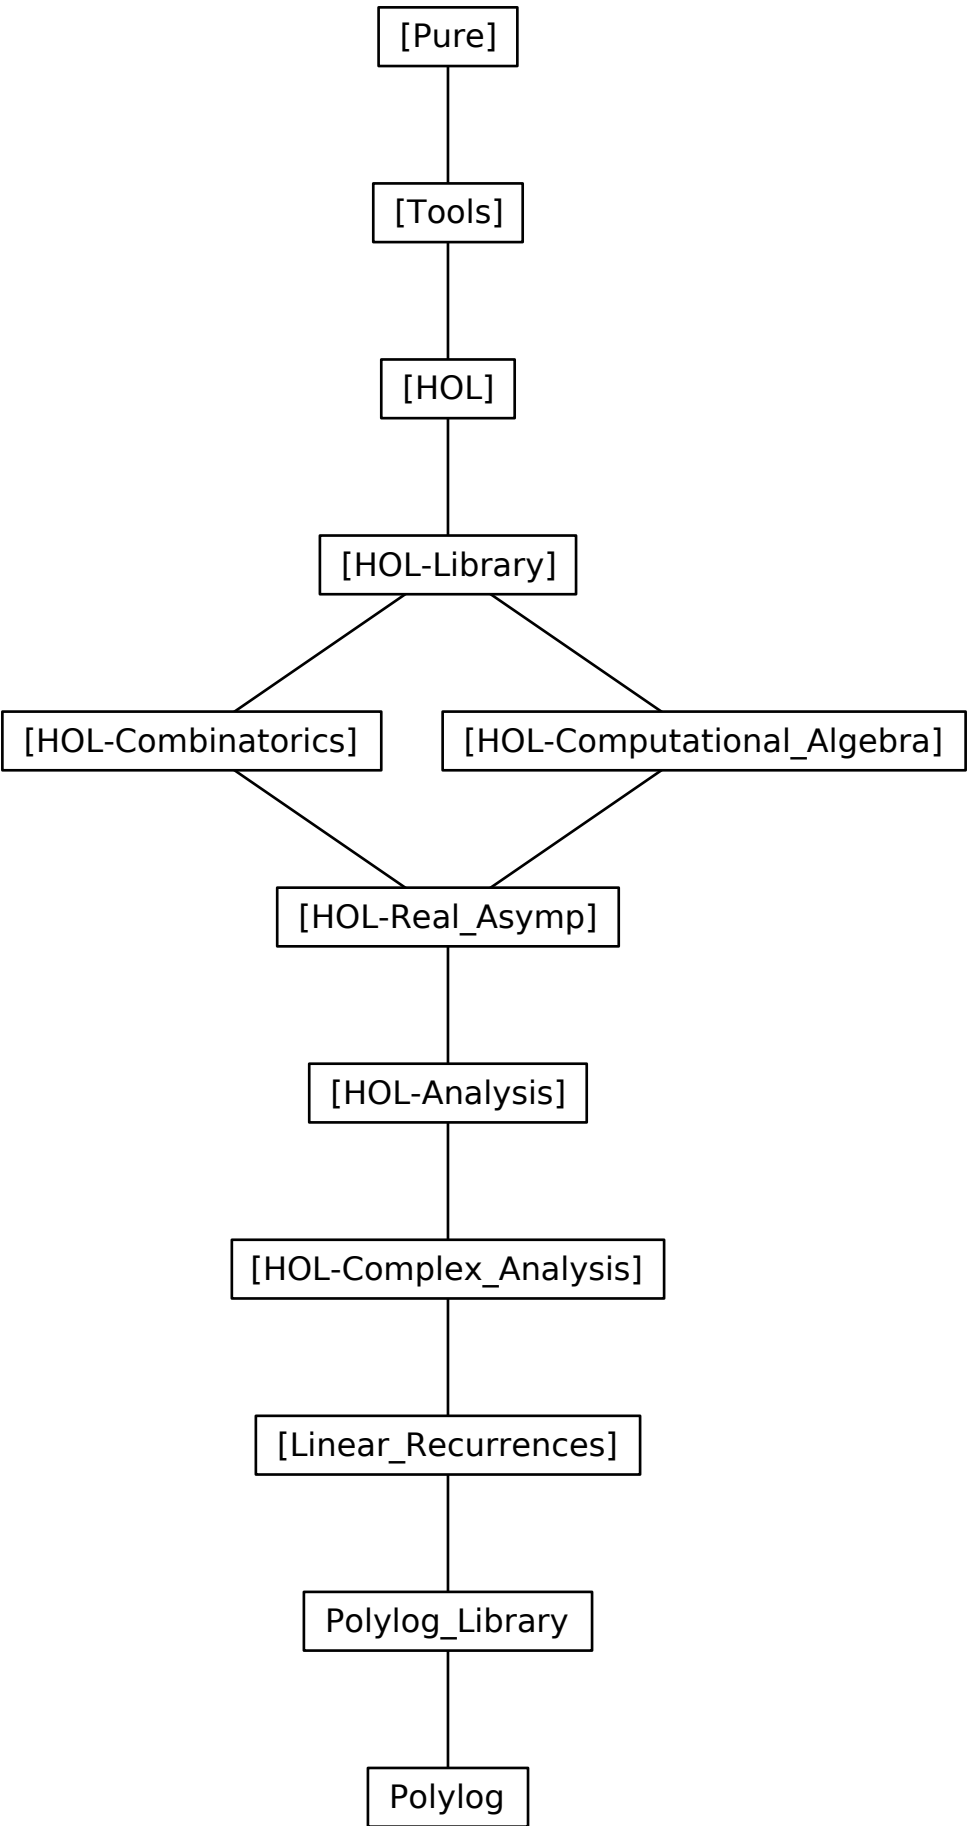 [Pure]
[Tools]
[HOL]
[HOL-Library]
[HOL-Combinatorics]
[HOL-Computational_Algebra]
[HOL-Real_Asymp]
[HOL-Analysis]
[HOL-Complex_Analysis]
[Linear_Recurrences]
Polylog_Library
Polylog